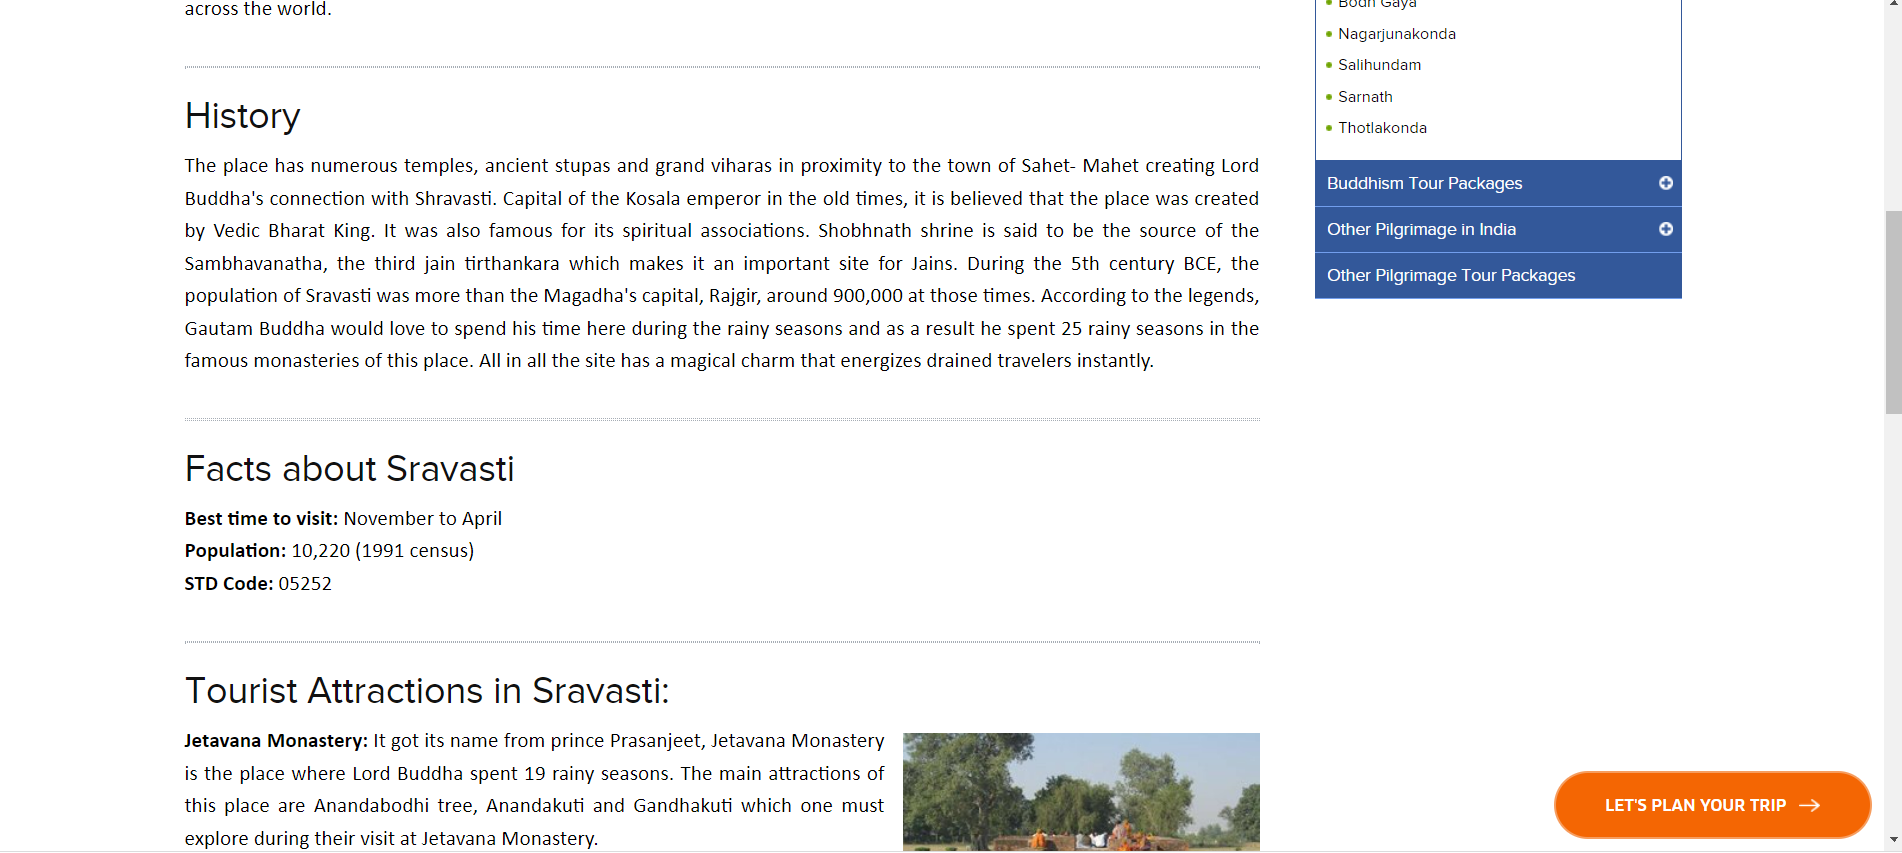 across the world.
History
The place has numerous temples, ancient stupas and grand viharas in proximity to the town of Sahet- Mahet creating Lord
Buddha's connection with Shravasti. Capital of the Kosala emperor in the old times, it is believed that the place was created
by Vedic Bharat King. It was also famous for its spiritual associations. Shobhnath shrine is said to be the source of the
Sambhavanatha, the third jain tirthankara which makes it an important site for Jains. During the 5th century BCE, the
population of Sravasti was more than the Magadha's capital, Rajgir, around 900,000 at those times. According to the legends,
Gautam Buddha would love to spend his time here during the rainy seasons and as a result he spent 25 rainy seasons in the
famous monasteries of this place. All in all the site has a magical charm that energizes drained travelers instantly.
Facts about Sravasti
Best time to visit: November to April
Population: 10,220 (1991 census)
STD Code: 05252
Tourist Attractions in Sravasti:
Jetavana Monastery: It got its name from prince Prasanjeet, Jetavana Monastery
is the place where Lord Buddha spent 19 rainy seasons. The main attractions of
this place are Anandabodhi tree, Anandakuti and Gandhakuti which one must
explore during their visit at Jetavana Monastery.
Bodh Gaya
Nagarjunakonda
Salihundam
Sarnath
Thotlakonda
Buddhism Tour Packages
Other Pilgrimage in India
Other Pilgrimage Tour Packages
LET'S PLAN YOUR TRIP